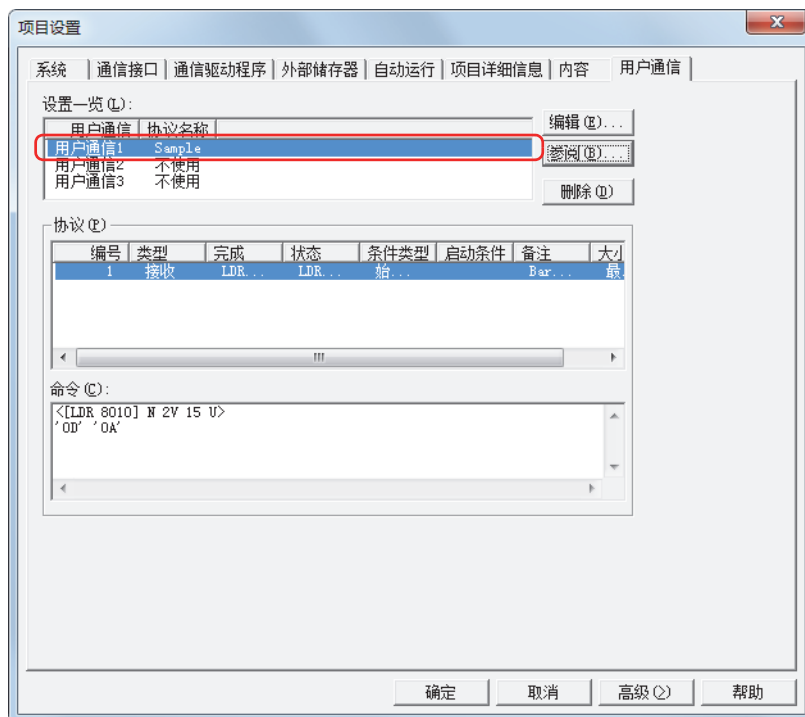 项目设置
系统 通信接口 通信驱动程序 外部储存器 自动运行 项目详细信息 内容 用户通信
设置一览(L):
用户通信 协议名称
用户通信1 Sample
用户通信2 不使用
用户通信3 不使用
编辑(E)...
参阅(B)...
删除(D)
协议(P)
编号 类型 完成 状态 条件类型 启动条件 备注 大小
1 接收 LDR... LDR... 始... Bar... 最
命令(C):
<[LDR 8010] N 2V 15 U>
'0D' '0A'
确定 取消 高级(>) 帮助